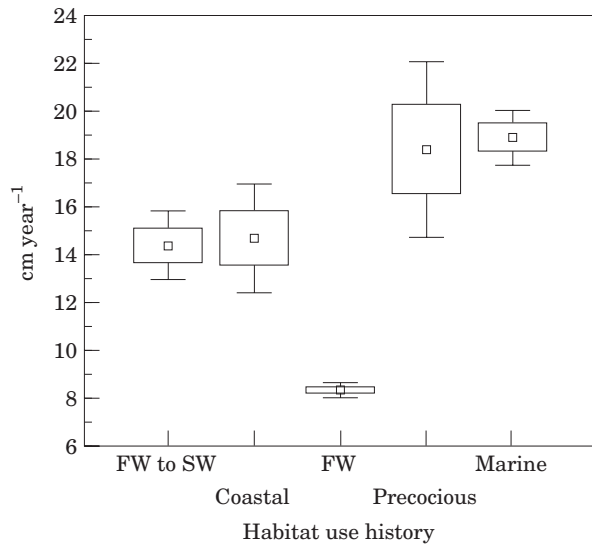 24
22
20
18
16
14
12
10
8
6
cm year⁻¹
FW to SW
FW
Marine
Coastal
Precocious
Habitat use history